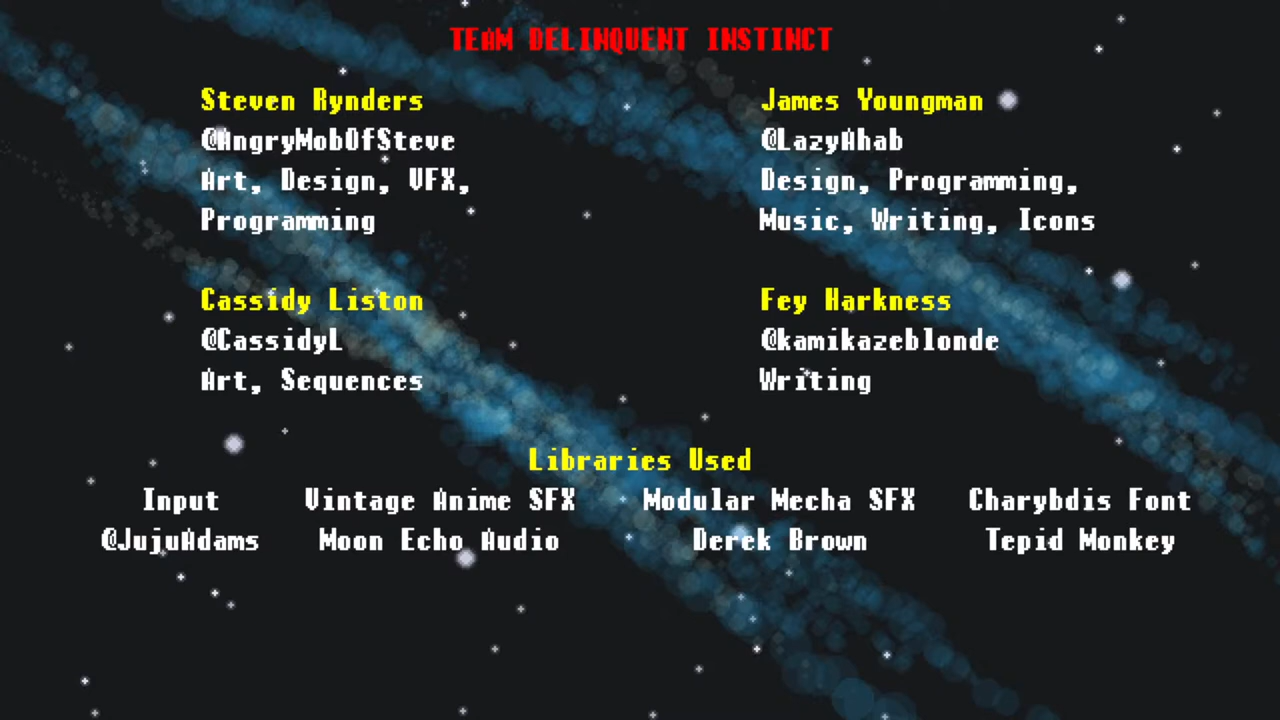 TEAM DELINQUENT INSTINCT
Steven Rynders
@AngryMobOfSteve
Art, Design, VFX,
Programming
James Youngman
@LazyAhab
Design, Programming,
Music, Writing, Icons
Cassidy Liston
@CassidyL
Art, Sequences
Fey Harkness
@kamikazeblonde
Writing
Libraries Used
Input
@JujuAdams
Vintage Anime SFX
Moon Echo Audio
Modular Mecha SFX
Derek Brown
Charybdis Font
Tepid Monkey